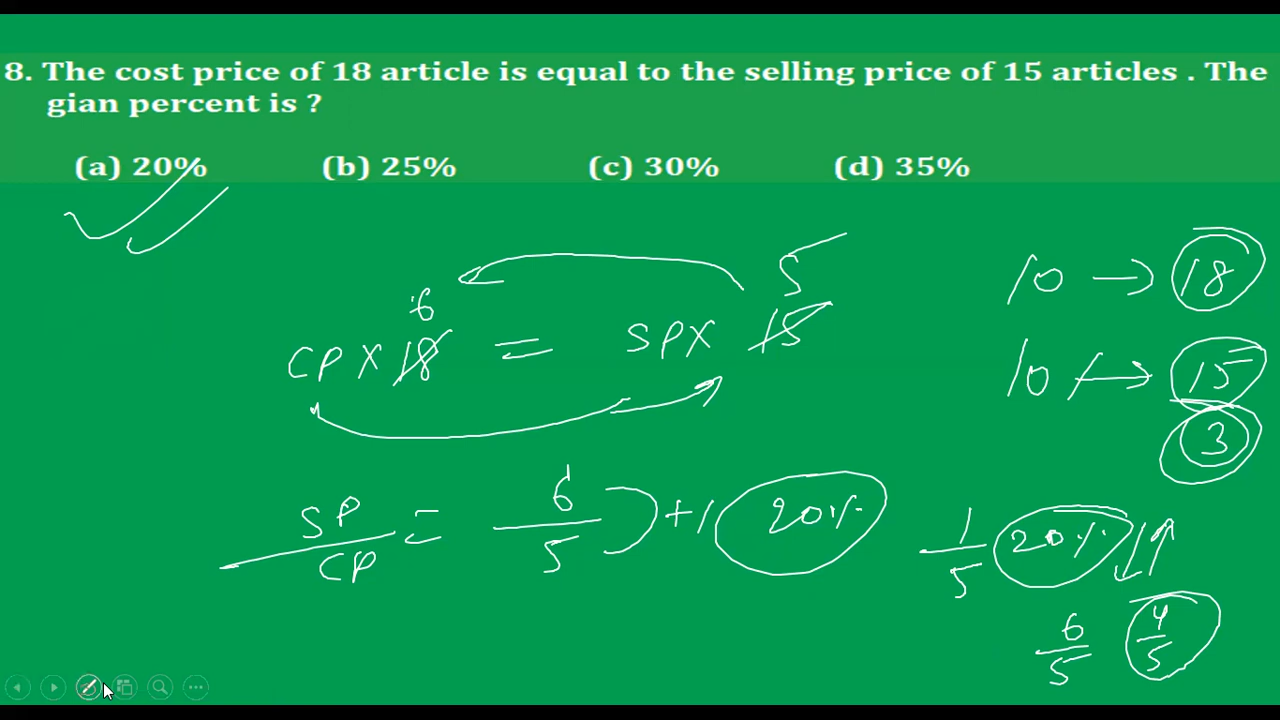 8. The cost price of 18 article is equal to the selling price of 15 articles . The
gian percent is ?
(a) 20% (b) 25% (c) 30% (d) 35%
6 5
CP X 18 = SP X 15
SP/CP = 6/5 +1 20%
10 → 18
10 → 15
3
1/5 20%
6/5 4/5